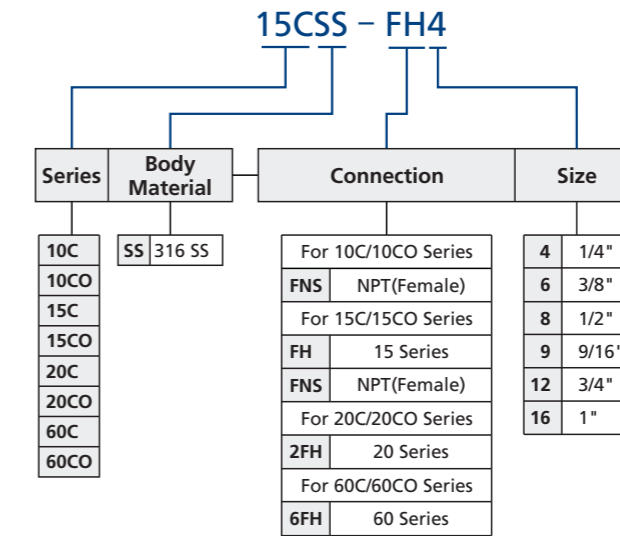 15CSS – FH4
Series
Body
Material
Connection
Size
10C
10CO
15C
15CO
20C
20CO
60C
60CO
SS 316 SS
For 10C/10CO Series
FNS NPT(Female)
For 15C/15CO Series
FH 15 Series
FNS NPT(Female)
For 20C/20CO Series
2FH 20 Series
For 60C/60CO Series
6FH 60 Series
4 1/4"
6 3/8"
8 1/2"
9 9/16"
12 3/4"
16 1"